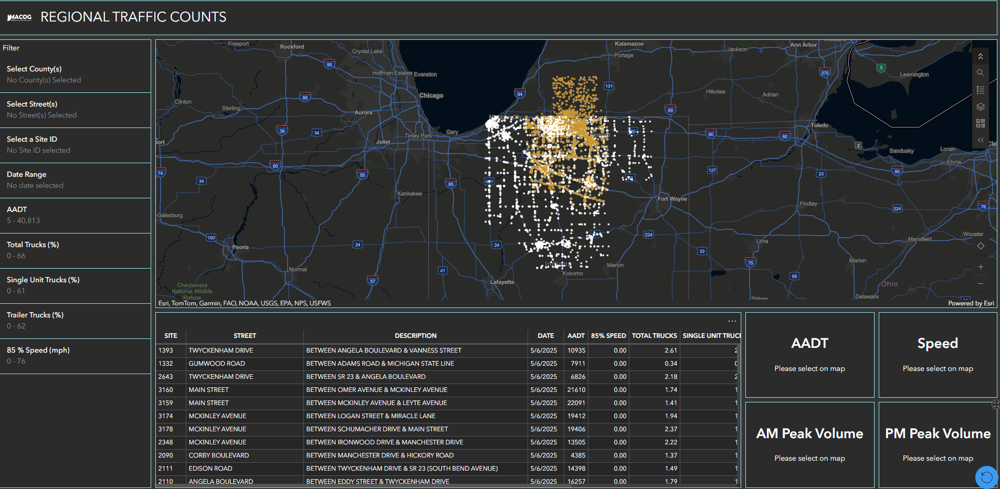 MACOG REGIONAL TRAFFIC COUNTS
Filter
Select County(s)
No County(s) Selected
Select Street(s)
No Street(s) Selected
Select a Site ID
No Site ID selected
Date Range
No date selected
AADT
5 - 40,813
Total Trucks (%)
0 - 66
Single Unit Trucks (%)
0 - 61
Trailer Trucks (%)
0 - 62
85 % Speed (mph)
0 - 76
Freeport
Rockford
Crystal Lake
Kalamazoo
Portage
Jackson
Ann Arbor
Westland
90
Hoffman Estates
Evanston
131
275
3
Leamington
Clinton
88
Chicago
94
Hillsdale
Adrian
Sterling
Aurora
69
Michigan City
39
34
Tinley Park
Gary
20
80
80
Toledo
port
Joliet
2
Sandusky
Lorain
Cle
Elyria
74
80
34
55
65
421
127
23
80
Kankakee
Fort Wayne
Findlay
224
76
Galesburg
150
Peoria
24
24
224
Lima
Wooster
Mansfield
33
Normal
41
57
Indiana
Kokomo
Marion
75
Marion
68
Lafayette
Ohio
Chautauqua
National Wildlife
Refuge
Sidney
Delaware
Esri, TomTom, Garmin, FAO, NOAA, USGS, EPA, NPS, USFWS
Powered by Esri
SITE STREET DESCRIPTION DATE AADT 85% SPEED TOTAL TRUCKS SINGLE UNIT TRUC
1393 TWYCKENHAM DRIVE BETWEEN ANGELA BOULEVARD & VANNESS STREET 5/6/2025 10935 0.00 2.61 2
1332 GUMWOOD ROAD BETWEEN ADAMS ROAD & MICHIGAN STATE LINE 5/6/2025 7911 0.00 0.34 0
2643 TWYCKENHAM DRIVE BETWEEN SR 23 & ANGELA BOULEVARD 5/6/2025 6826 0.00 2.18 2
3160 MAIN STREET BETWEEN OMER AVENUE & MCKINLEY AVENUE 5/6/2025 21610 0.00 1.74 1
3159 MAIN STREET BETWEEN MCKINLEY AVENUE & LEYTE AVENUE 5/6/2025 22091 0.00 1.41 1
3174 MCKINLEY AVENUE BETWEEN LOGAN STREET & MIRACLE LANE 5/6/2025 19412 0.00 1.94 1
3178 MCKINLEY AVENUE BETWEEN SCHUMACHER DRIVE & MAIN STREET 5/6/2025 19406 0.00 2.37 1
2348 MCKINLEY AVENUE BETWEEN IRONWOOD DRIVE & MANCHESTER DRIVE 5/6/2025 13505 0.00 2.22 1
2090 CORBY BOULEVARD BETWEEN MANCHESTER DRIVE & HICKORY ROAD 5/6/2025 4385 0.00 1.37 1
2111 EDISON ROAD BETWEEN TWYCKENHAM DRIVE & SR 23 (SOUTH BEND AVENUE) 5/6/2025 14398 0.00 1.49 1
2110 ANGELA BOULEVARD BETWEEN EDDY STREET & TWYCKENHAM DRIVE 5/6/2025 16257 0.00 1.79 1
AADT
Please select on map
Speed
Please select on map
AM Peak Volume
Please select on map
PM Peak Volume
Please select on map